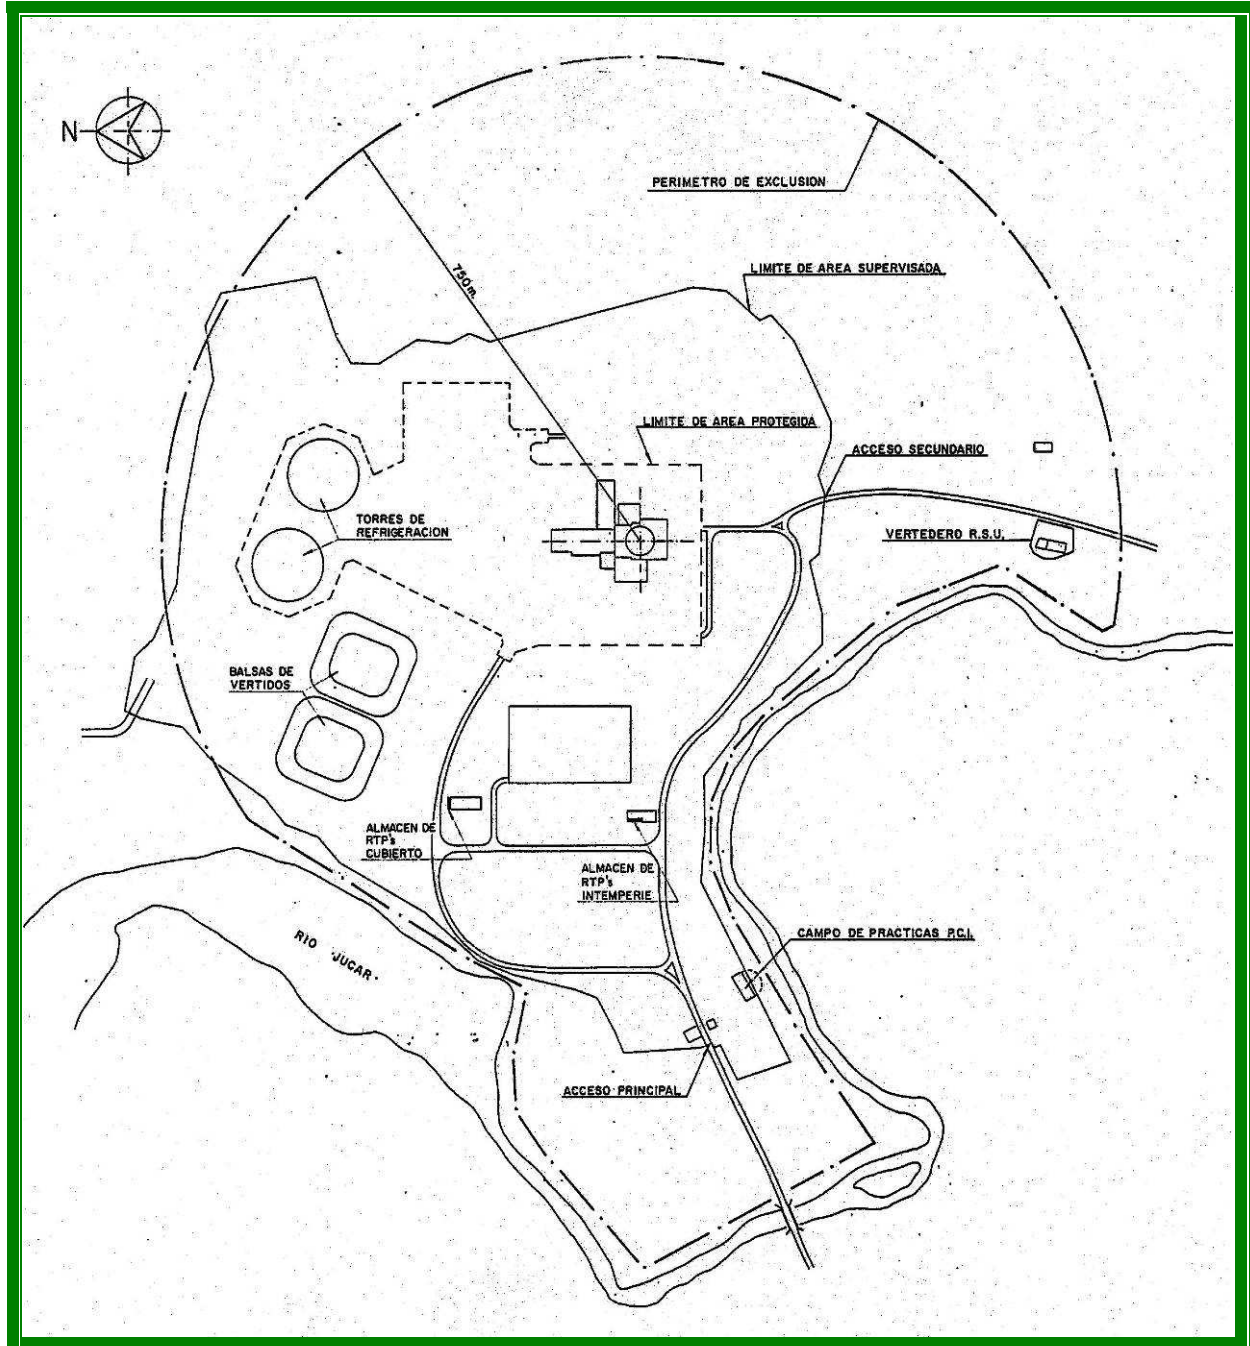 N
PERIMETRO DE EXCLUSION
750m.
LIMITE DE AREA SUPERVISADA
LIMITE DE AREA PROTEGIDA
ACCESO SECUNDARIO
TORRES DE
REFRIGERACION
VERTEDERO R.S.U.
BALSAS DE
VERTIDOS
ALMACEN DE
RTP's
CUBIERTO
ALMACEN DE
RTP's
INTEMPERIE
RIO JUCAR
CAMPO DE PRACTICAS P.C.I.
ACCESO PRINCIPAL